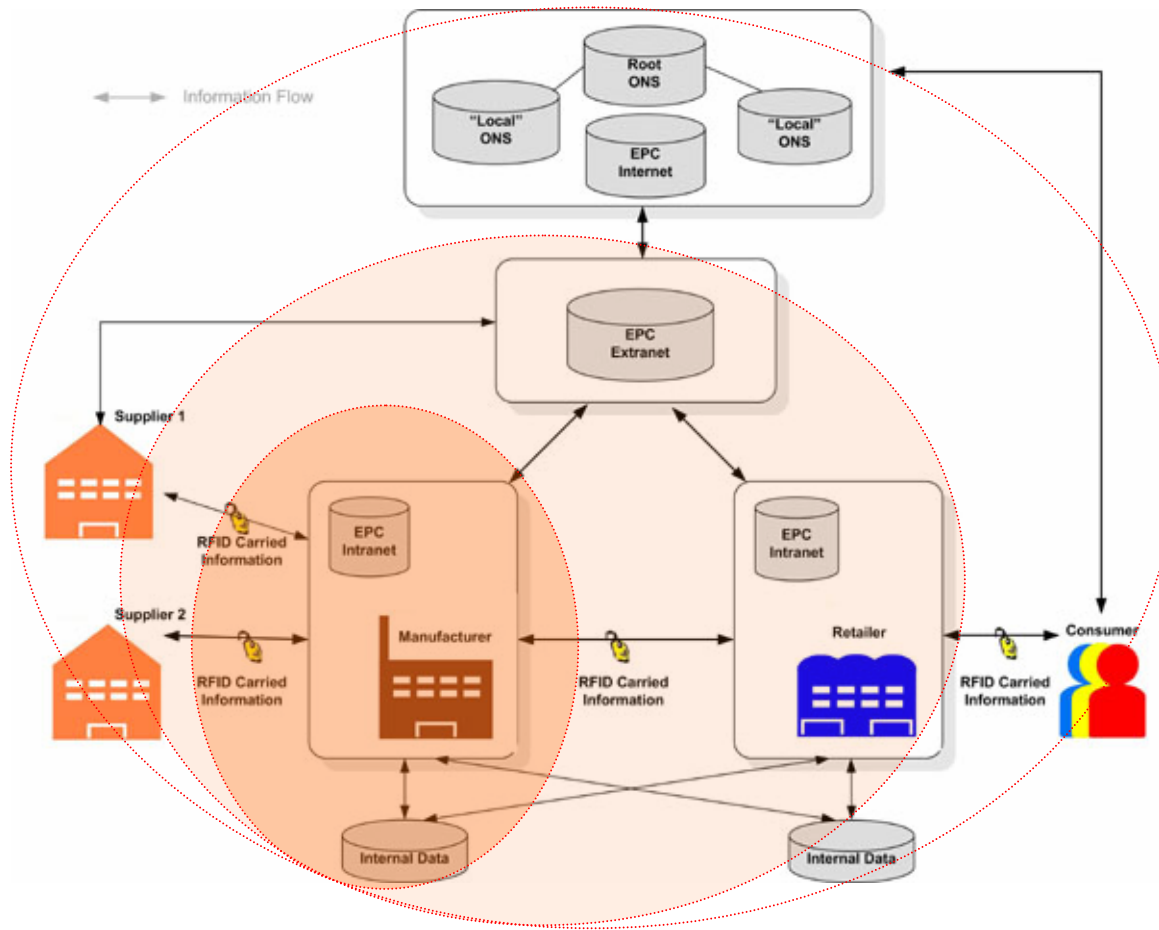 Root
ONS
Information Flow
"Local"
ONS
"Local"
ONS
EPC
Internet
EPC
Extranet
Supplier 1
EPC
Intranet
EPC
Intranet
RFID Carried
Information
Supplier 2
Manufacturer
Retailer
Consumer
RFID Carried
Information
RFID Carried
Information
RFID Carried
Information
Internal Data
Internal Data